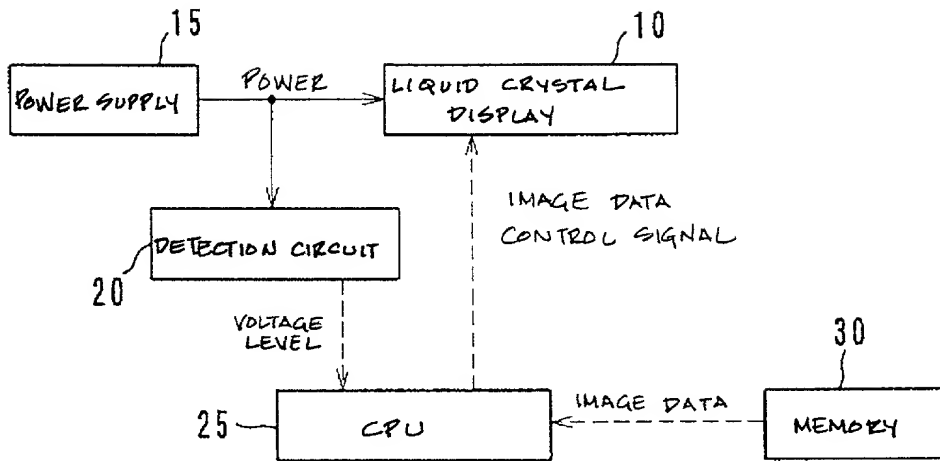 15
10
POWER SUPPLY
POWER
LIQUID CRYSTAL
DISPLAY
DETECTION CIRCUIT
20
IMAGE DATA
CONTROL SIGNAL
VOLTAGE
LEVEL
30
25
CPU
IMAGE DATA
MEMORY